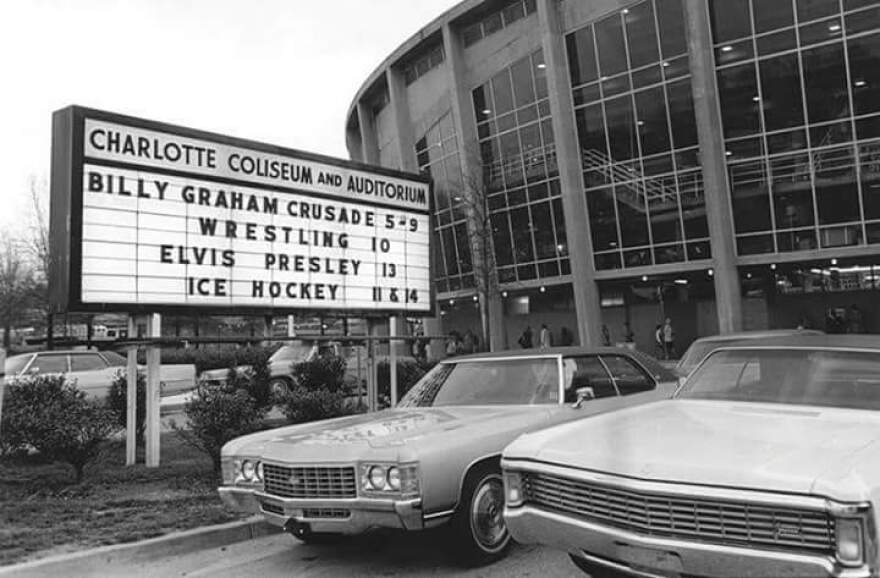 CHARLOTTE COLISEUM AND AUDITORIUM
BILLY GRAHAM CRUSADE 5-9
WRESTLING 10
ELVIS PRESLEY 13
ICE HOCKEY 11 & 14